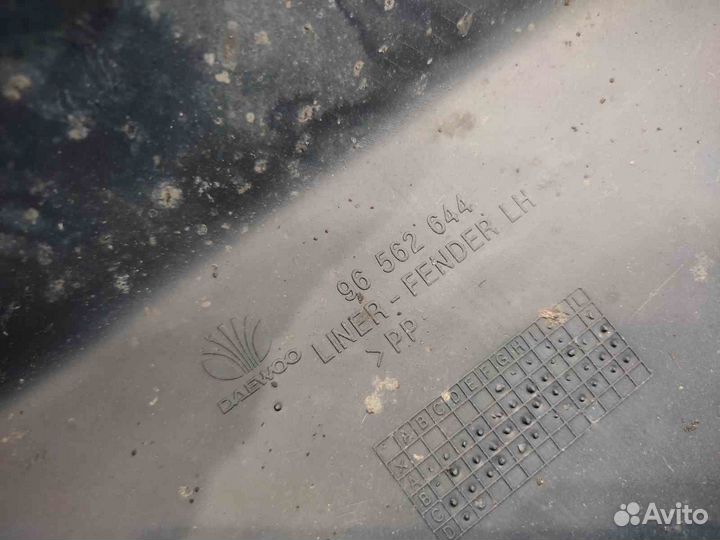 96 562 644
LINER-FENDER LH
>PP
DAEWOO
A B C D E F G H I J L
X
A
B
C
D
Avito